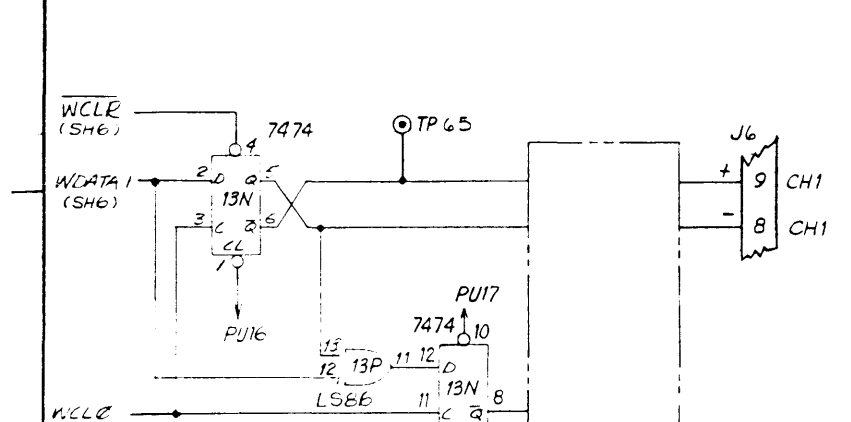 WCLR
(SH6)
4
7474
TP65
J6
WDATA1
(SH6)
2
D
Q
5
13N
3
C
Q
6
CL
1
PU16
+
9
CH1
-
8
CH1
PU17
7474
10
13
12
13P
LS86
11
12
D
13N
11
C
Q
8